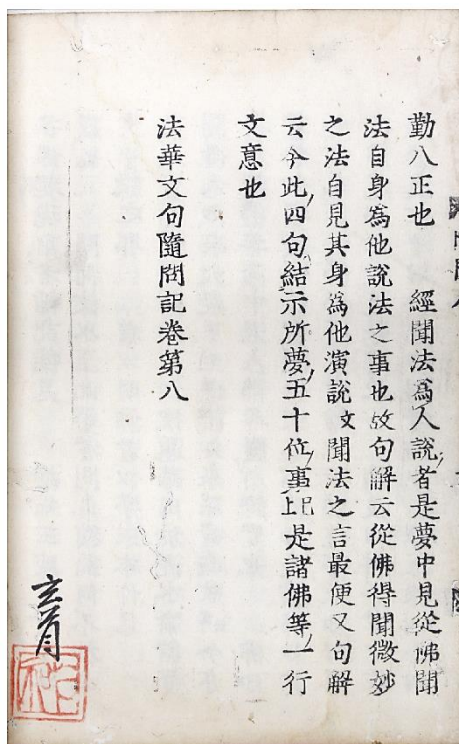 勤八正也　經聞法爲人說者是夢中見從佛聞
法自身爲他說法之事也故句解云從佛得聞微妙
之法自見其身爲他演說文聞法之言最便又句解
云今此四句結示所夢五十位事上已是諸佛等一行
文意也
法華文句隨問記卷第八